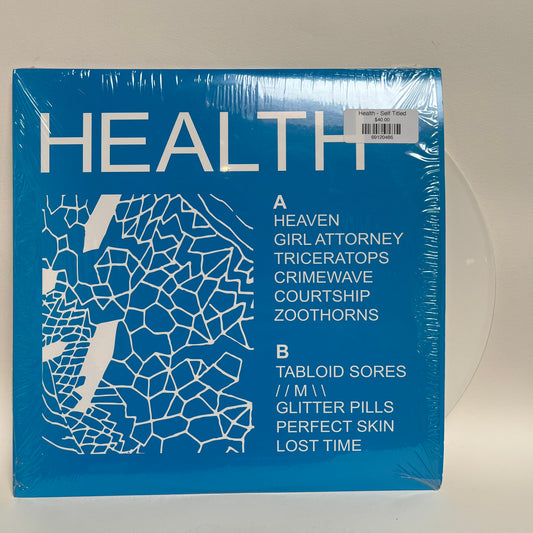 HEALTH
Health - Self Titled
$40.00
69120466
A
HEAVEN
GIRL ATTORNEY
TRICERATOPS
CRIMEWAVE
COURTSHIP
ZOOTHORNS
B
TABLOID SORES
/ / M \ \
GLITTER PILLS
PERFECT SKIN
LOST TIME